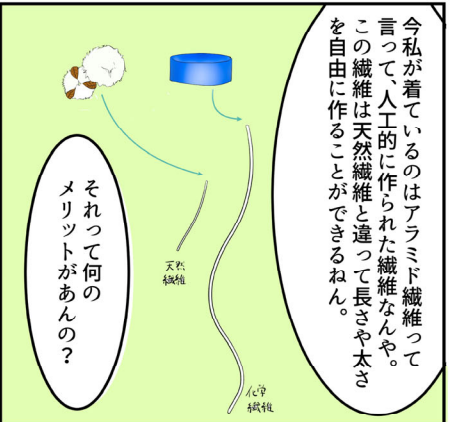 今私が着ているのはアラミド繊維って
言って、人工的に作られた繊維なんや。
この繊維は天然繊維と違って長さや太さ
を自由に作ることができるねん。
それって何の
メリットがあんの？
天然
繊維
化学
繊維